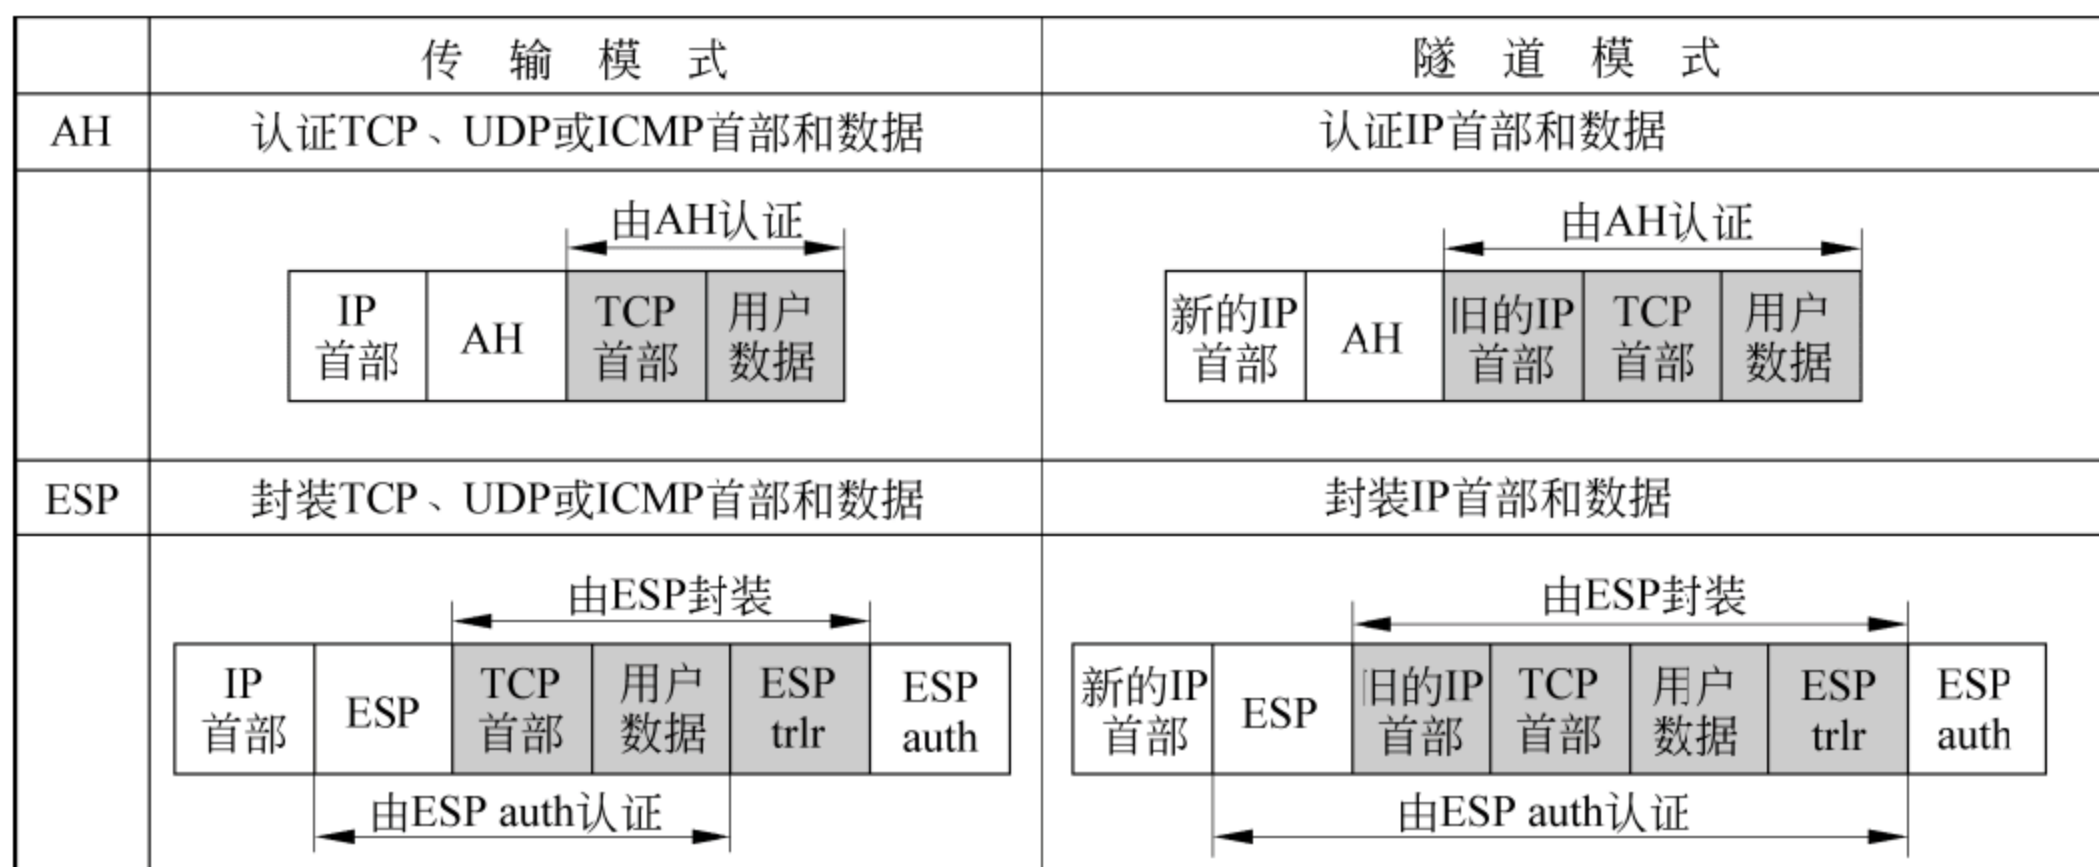 传 输 模 式
隧 道 模 式
AH
认证TCP、UDP或ICMP首部和数据
认证IP首部和数据
由AH认证
IP
首部
AH
TCP
首部
用户
数据
由AH认证
新的IP
首部
AH
旧的IP
首部
TCP
首部
用户
数据
ESP
封装TCP、UDP或ICMP首部和数据
封装IP首部和数据
由ESP封装
IP
首部
ESP
TCP
首部
用户
数据
ESP
trlr
ESP
auth
由ESP auth认证
由ESP封装
新的IP
首部
ESP
旧的IP
首部
TCP
首部
用户
数据
ESP
trlr
ESP
auth
由ESP auth认证